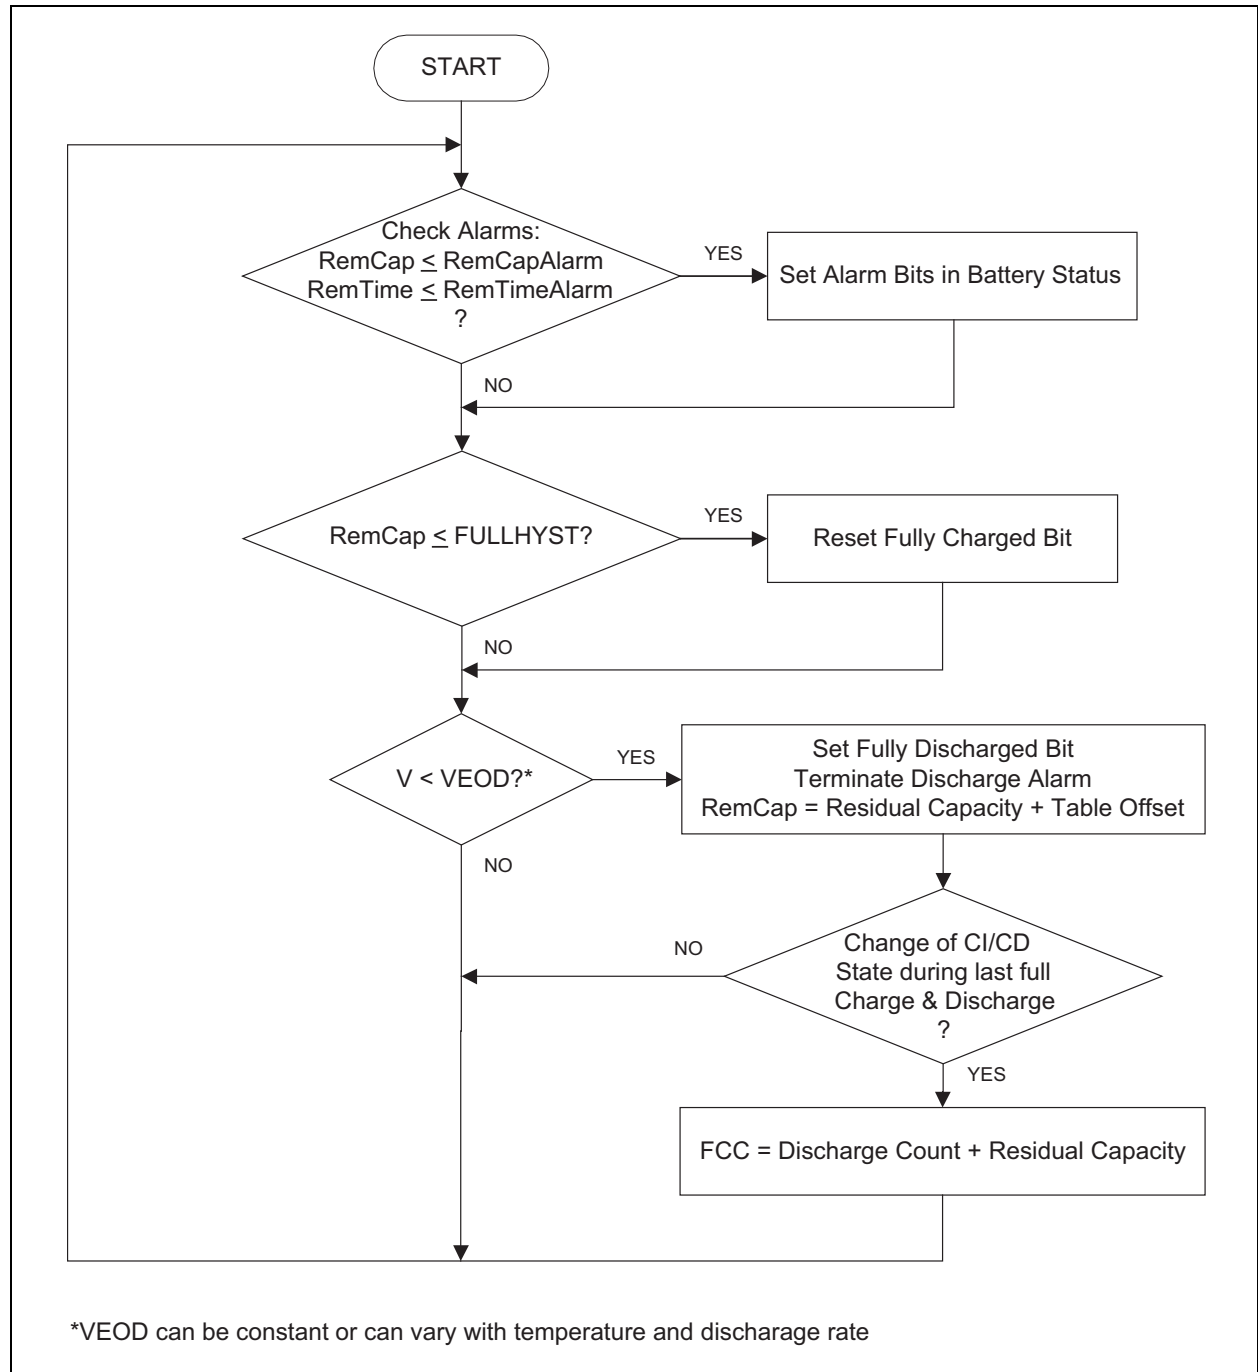 START
Check Alarms:
RemCap ≤ RemCapAlarm
RemTime ≤ RemTimeAlarm
?
YES
Set Alarm Bits in Battery Status
NO
RemCap ≤ FULLHYST?
YES
Reset Fully Charged Bit
NO
V < VEOD?*
YES
Set Fully Discharged Bit
Terminate Discharge Alarm
RemCap = Residual Capacity + Table Offset
NO
Change of CI/CD
State during last full
Charge & Discharge
?
NO
YES
FCC = Discharge Count + Residual Capacity
*VEOD can be constant or can vary with temperature and discharage rate